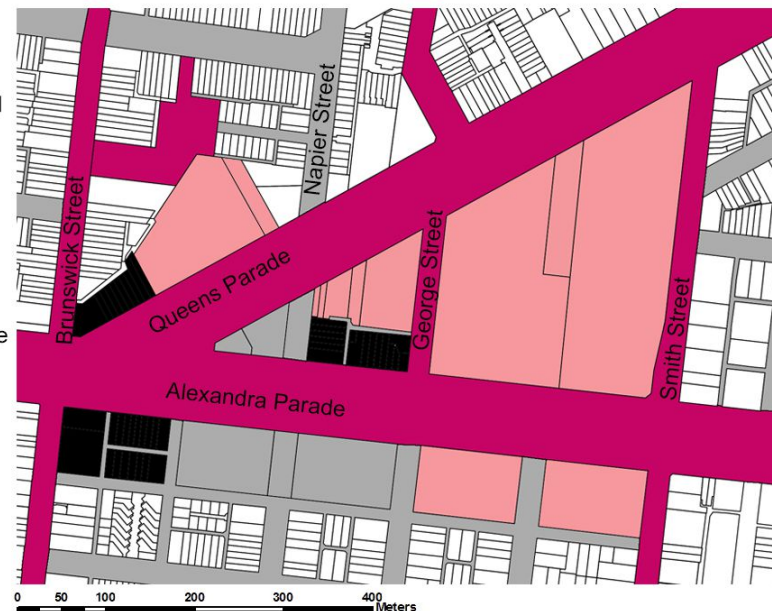 Napier Street
Brunswick Street
Queens Parade
George Street
Smith Street
Alexandra Parade
0 50 100 200 300 400
Meters